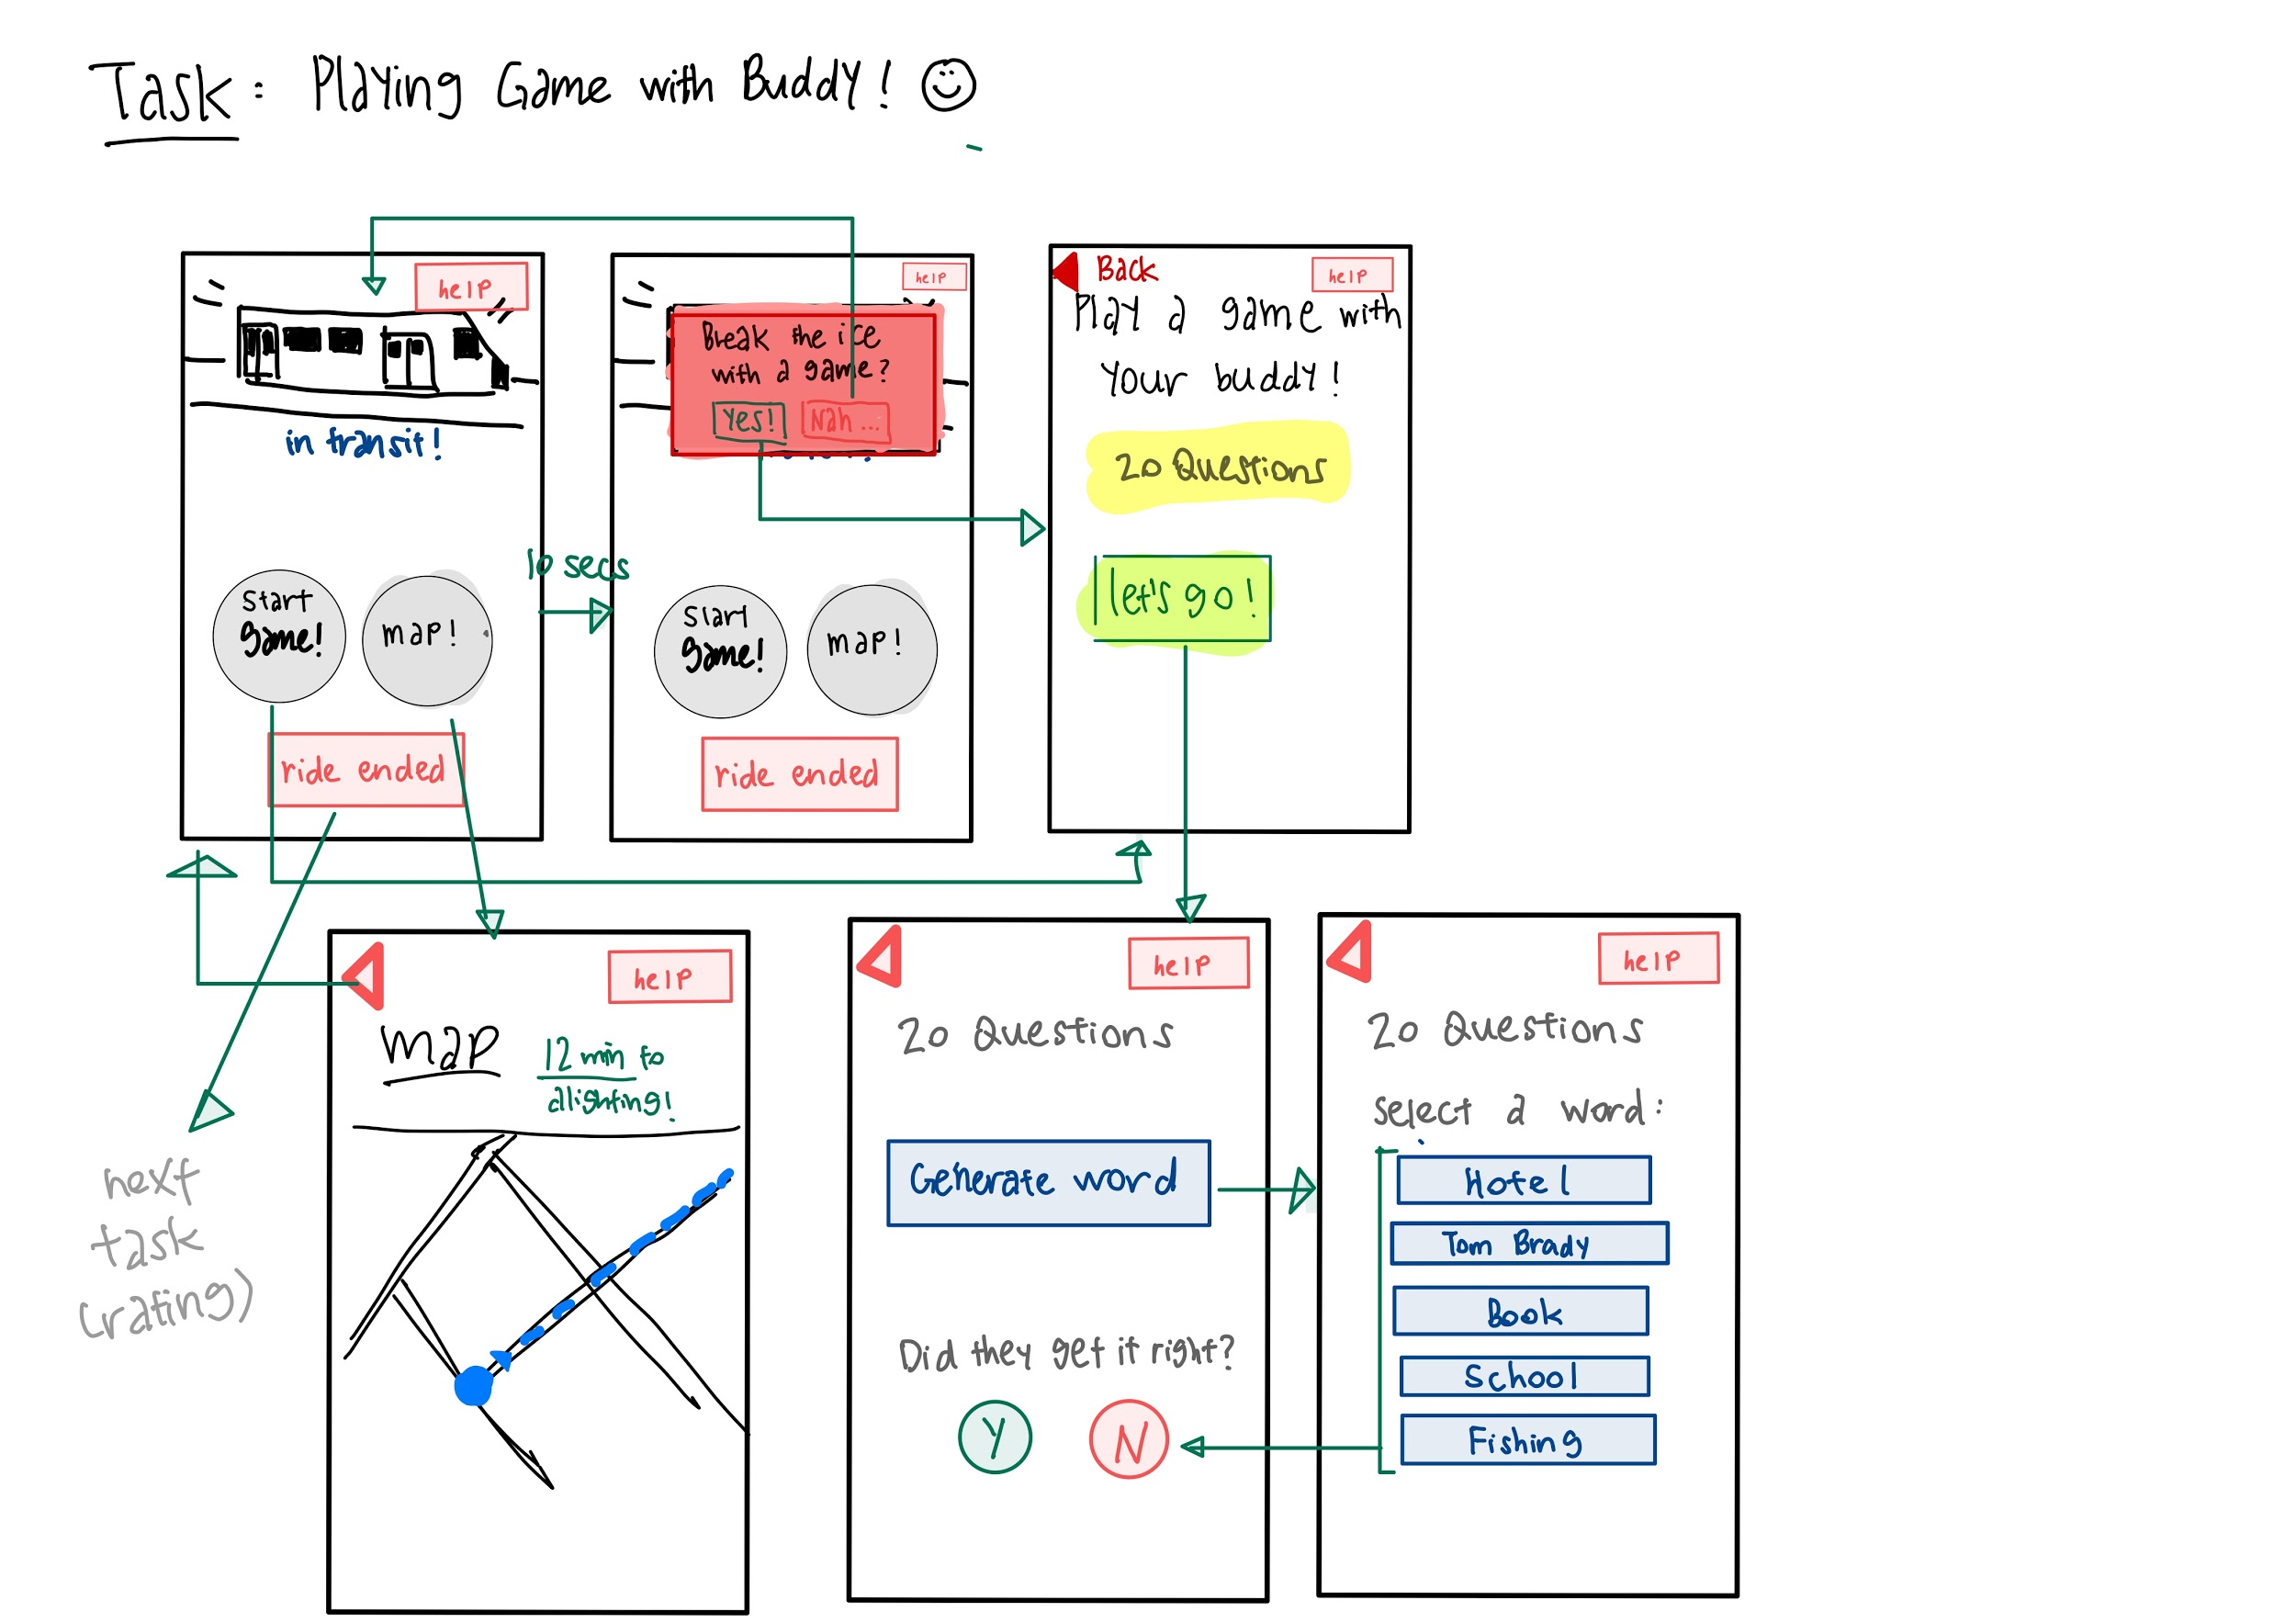 Task: Playing Game with Buddy!
help
in transit!
start
game!
map!
ride ended
10 secs
help
Break the ice
with a game?
Yes!
Nah...
start
game!
map!
ride ended
Back
help
Play a game with
your buddy!
20 Questions
let's go!
next
task
(rating)
help
map
12 min to
alighting!
help
20 Questions
Generate word
Did they get it right?
Y
N
help
20 Questions
select a word:
Hotel
Tom Brady
Book
School
Fishing